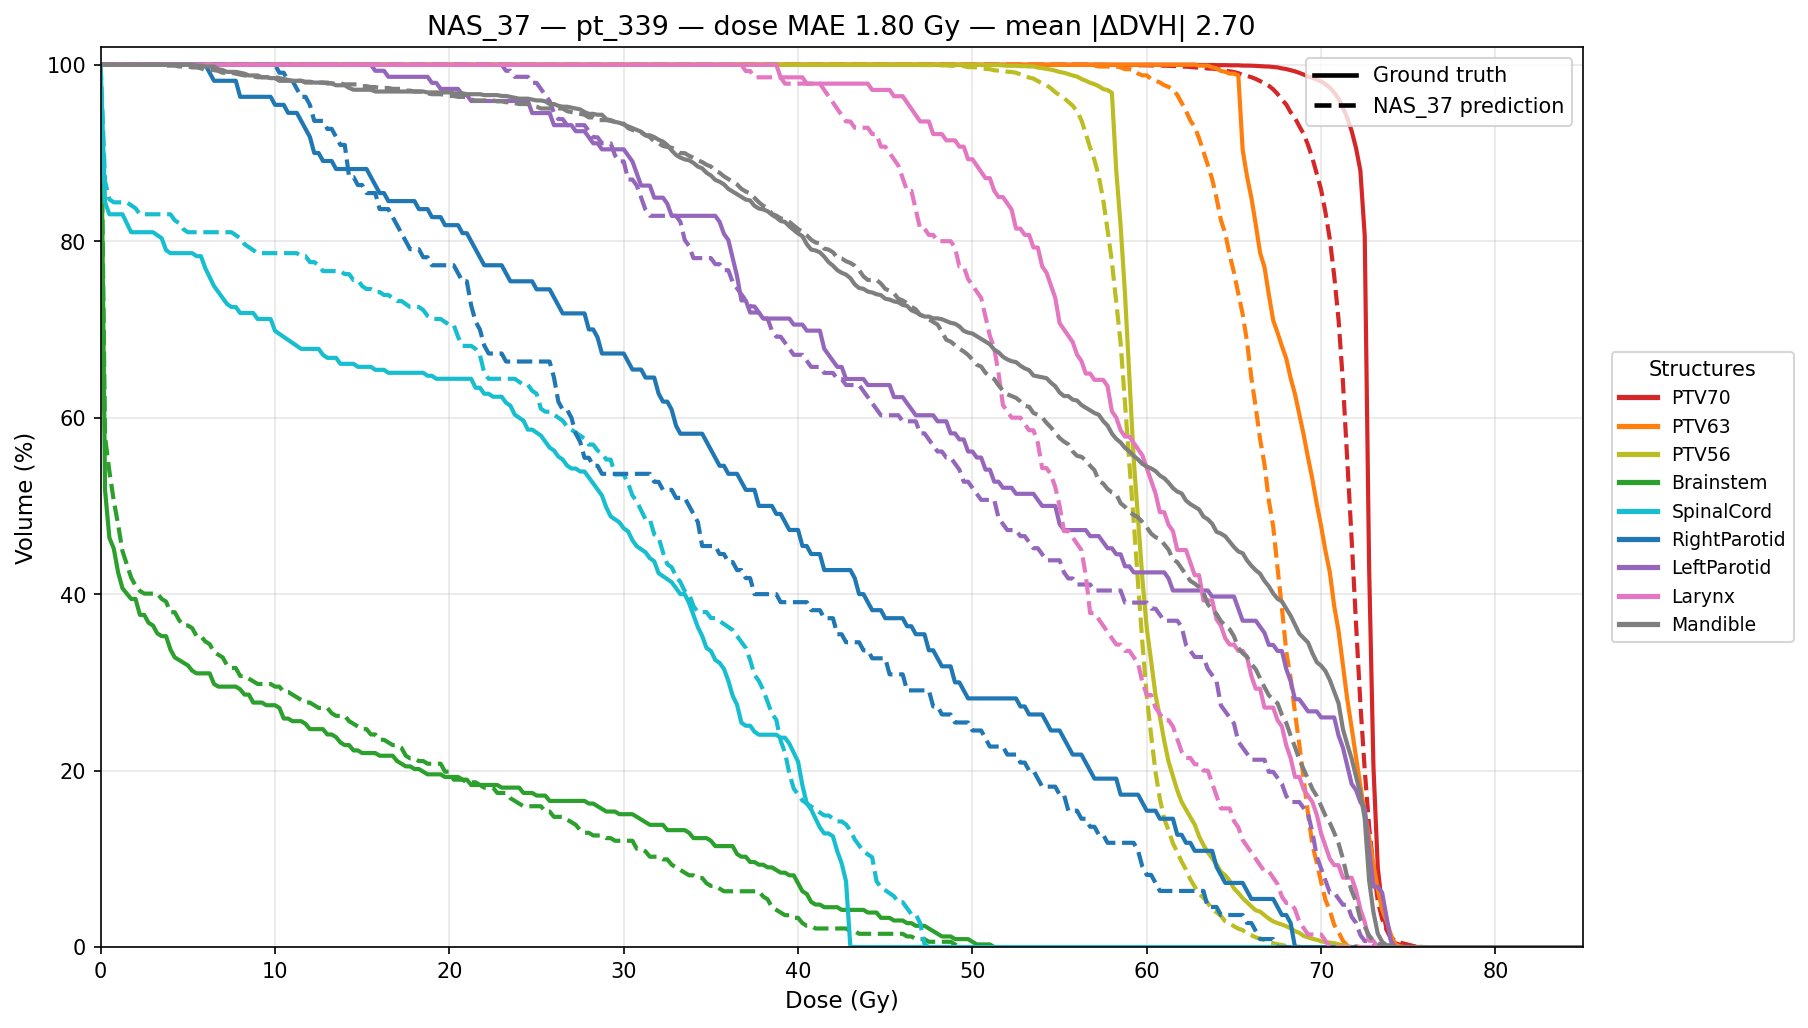 NAS_37 — pt_339 — dose MAE 1.80 Gy — mean |ΔDVH| 2.70
Ground truth
NAS_37 prediction
Volume (%)
100
80
60
40
20
0
0 10 20 30 40 50 60 70 80
Dose (Gy)
Structures
PTV70
PTV63
PTV56
Brainstem
SpinalCord
RightParotid
LeftParotid
Larynx
Mandible